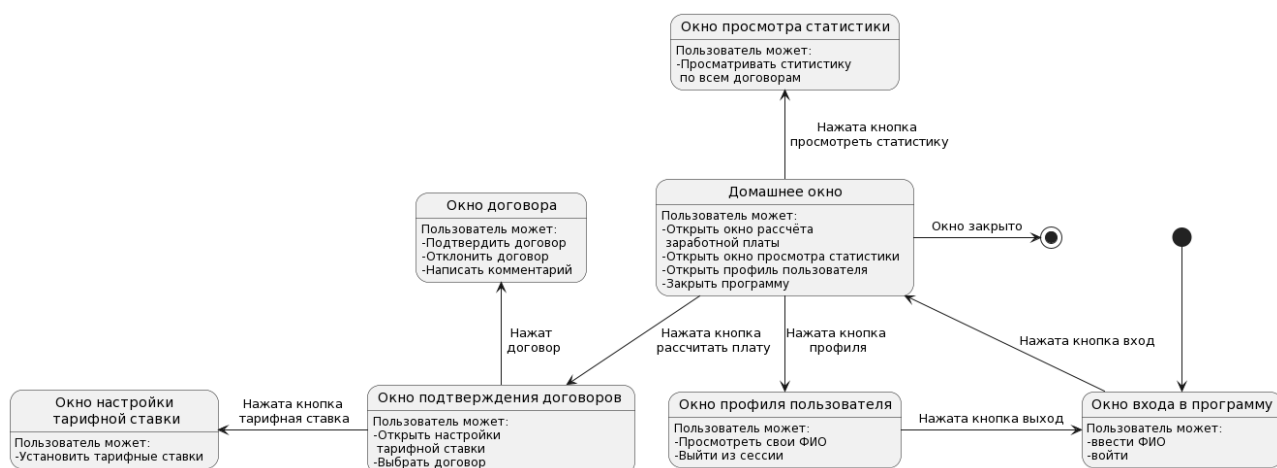 Окно просмотра статистики
Пользователь может:
-Просматривать ститистику
по всем договорам
Нажата кнопка
просмотреть статистику
Домашнее окно
Пользователь может:
-Открыть окно рассчёта
заработной платы
-Открыть окно просмотра статистики
-Открыть профиль пользователя
-Закрыть программу
Окно закрыто
Окно договора
Пользователь может:
-Подтвердить договор
-Отклонить договор
-Написать комментарий
Нажат
договор
Нажата кнопка
рассчитать плату
Нажата кнопка
профиля
Нажата кнопка вход
Окно настройки
тарифной ставки
Пользователь может:
-Установить тарифные ставки
Нажата кнопка
тарифная ставка
Окно подтверждения договоров
Пользователь может:
-Открыть настройки
тарифной ставки
-Выбрать договор
Окно профиля пользователя
Пользователь может:
-Просмотреть свои ФИО
-Выйти из сессии
Нажата кнопка выход
Окно входа в программу
Пользователь может:
-ввести ФИО
-войти